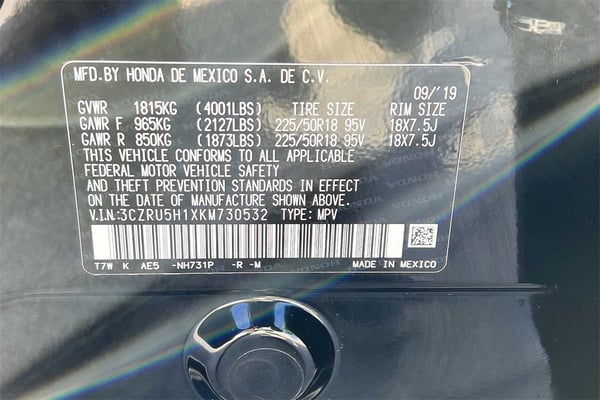 MFD. BY HONDA DE MEXICO S.A. DE C.V.
09/'19
GVWR 1815KG (4001LBS) TIRE SIZE RIM SIZE
GAWR F 965KG (2127LBS) 225/50R18 95V 18X7.5J
GAWR R 850KG (1873LBS) 225/50R18 95V 18X7.5J
THIS VEHICLE CONFORMS TO ALL APPLICABLE
FEDERAL MOTOR VEHICLE SAFETY
AND THEFT PREVENTION STANDARDS IN EFFECT
ON THE DATE OF MANUFACTURE SHOWN ABOVE.
V.I.N:3CZRU5H1XKM730532 TYPE: MPV
T7W K AE5 -NH731P -R -M MADE IN MEXICO